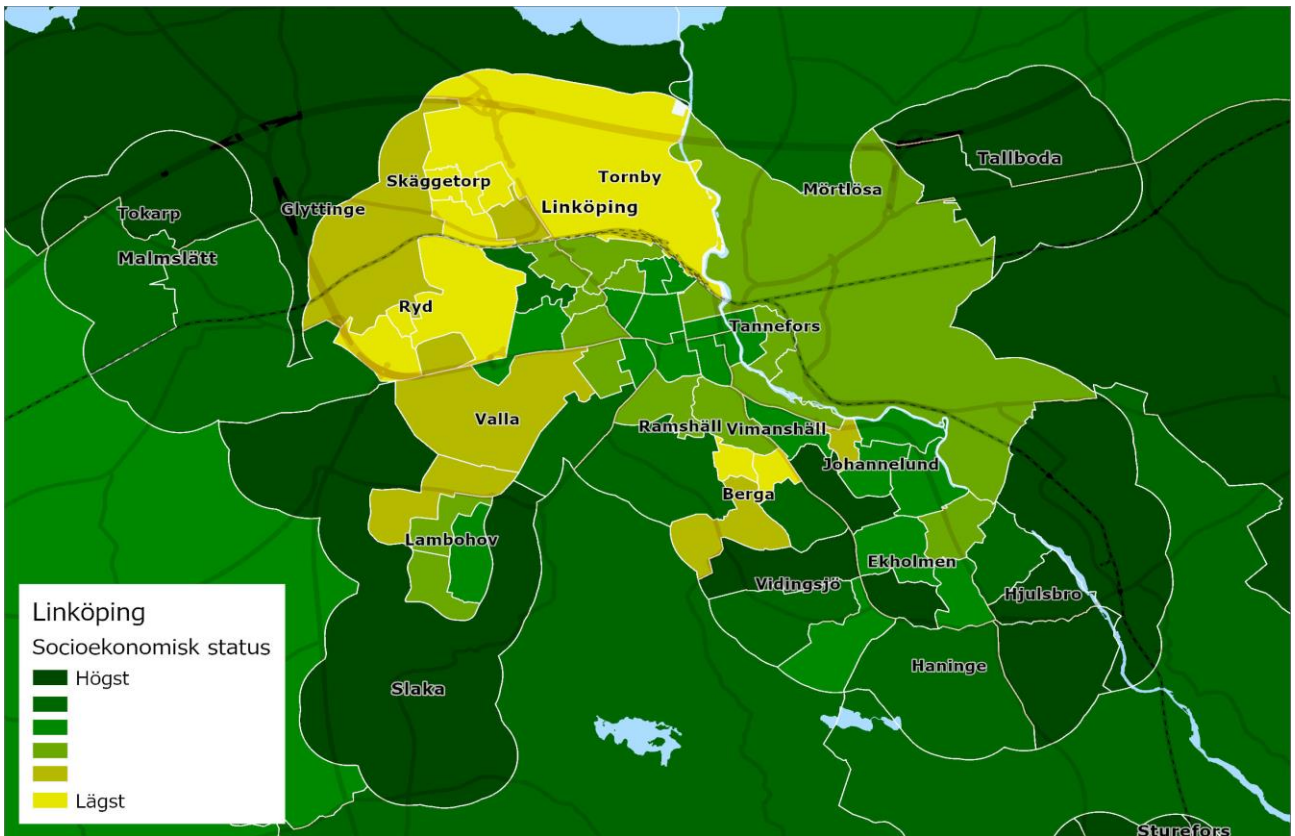 Tallboda
Skäggetorp
Tornby
Mörtlösa
Tokarp
Glyttinge
Linköping
Malmslätt
Ryd
Tannefors
Valla
Ramshäll
Vimanshäll
Johannelund
Berga
Lambohov
Ekholmen
Vidingsjö
Hjulsbro
Haninge
Slaka
Sturefors
Linköping
Socioekonomisk status
Högst
Lägst